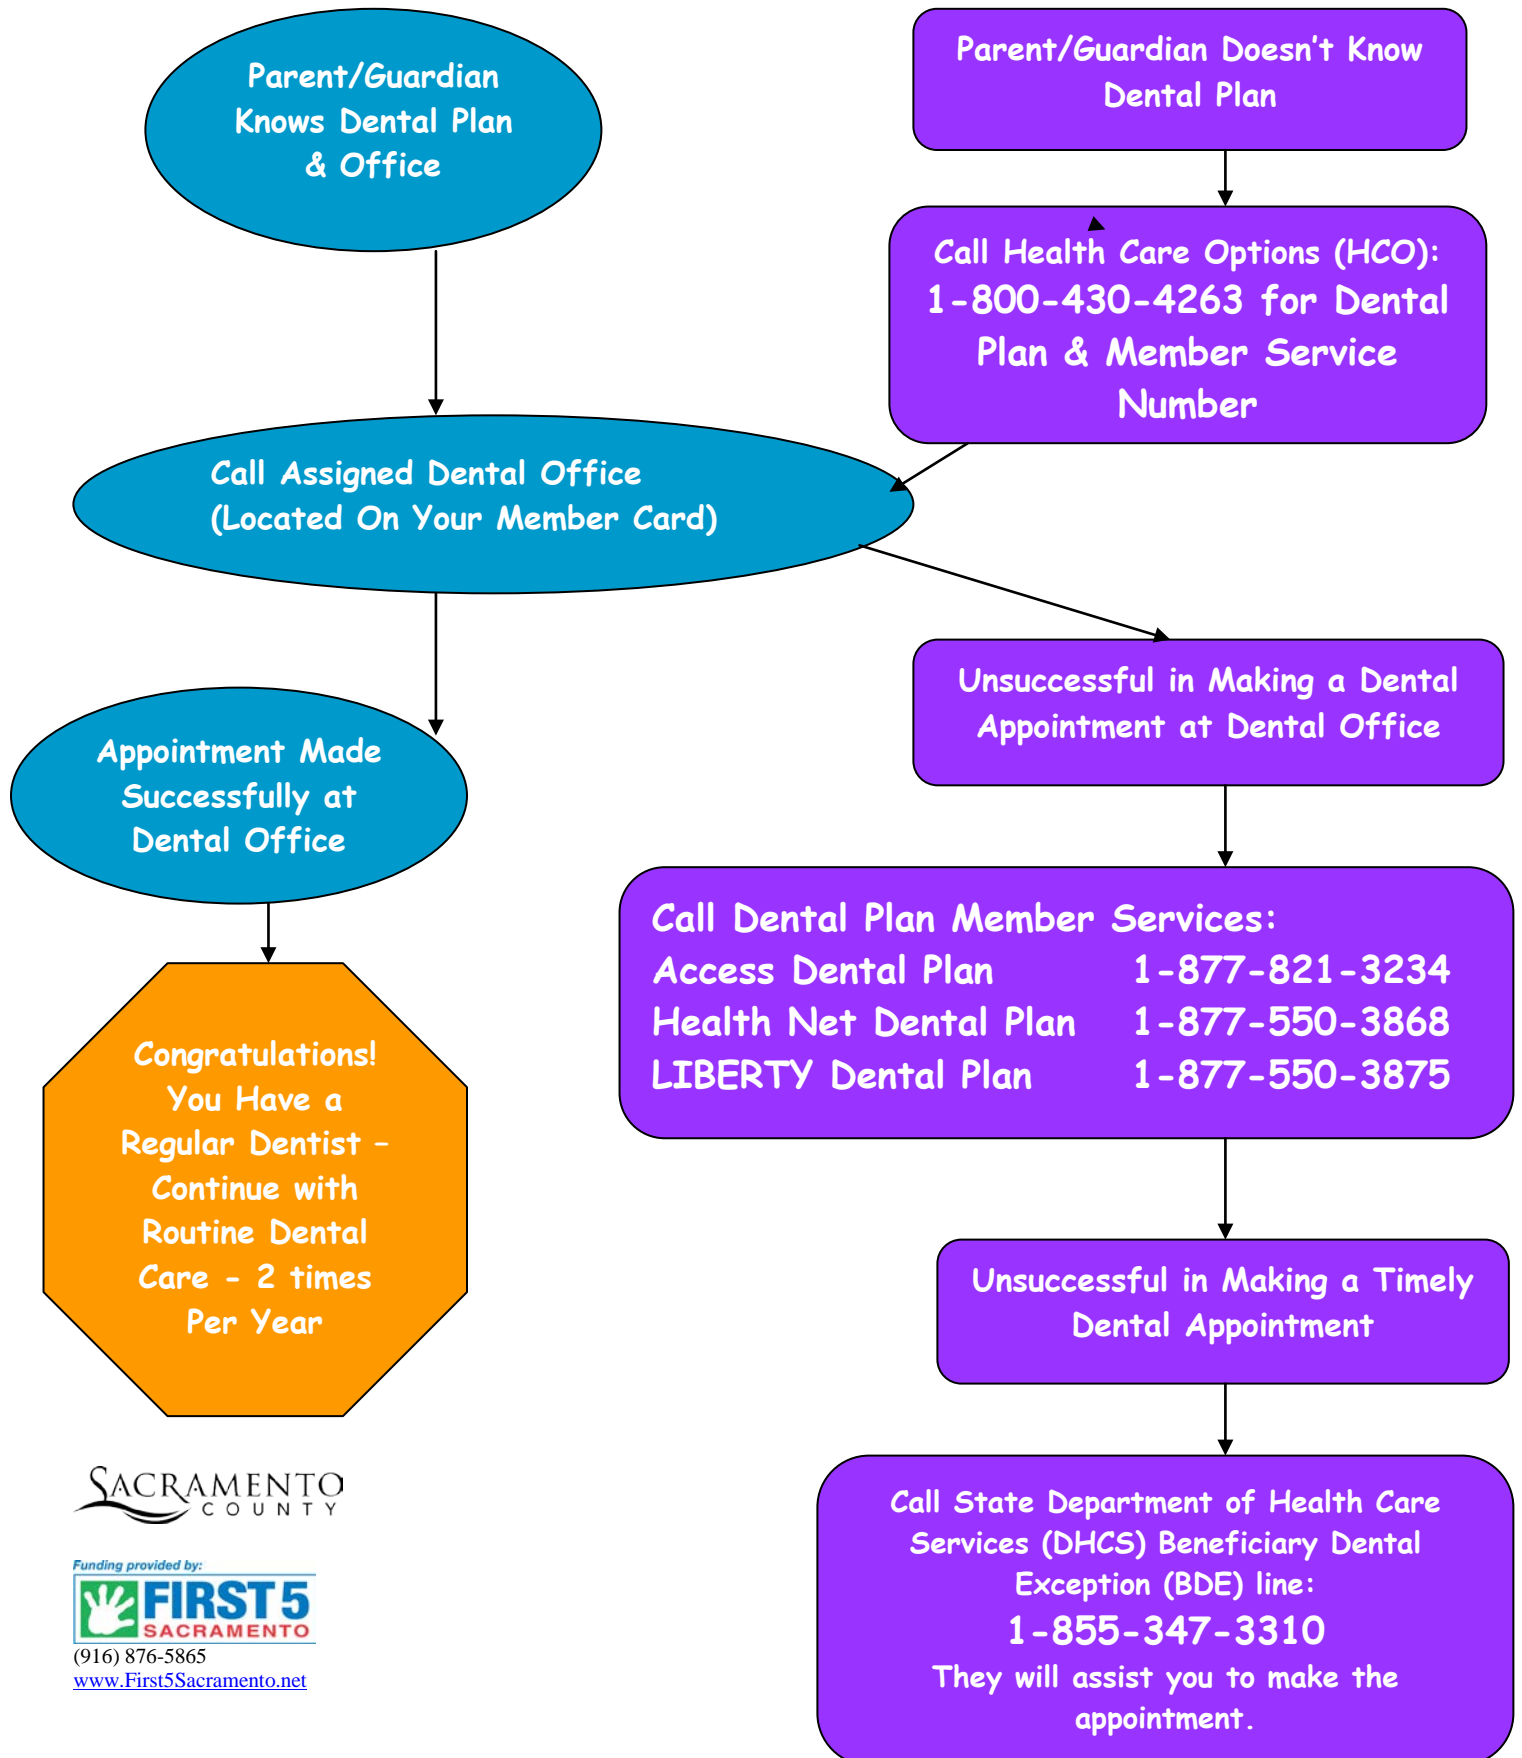 Parent/Guardian
Knows Dental Plan
& Office
Parent/Guardian Doesn't Know
Dental Plan
Call Health Care Options (HCO):
1-800-430-4263 for Dental
Plan & Member Service
Number
Call Assigned Dental Office
(Located On Your Member Card)
Unsuccessful in Making a Dental
Appointment at Dental Office
Appointment Made
Successfully at
Dental Office
Call Dental Plan Member Services:
Access Dental Plan 1-877-821-3234
Health Net Dental Plan 1-877-550-3868
LIBERTY Dental Plan 1-877-550-3875
Congratulations!
You Have a
Regular Dentist –
Continue with
Routine Dental
Care - 2 times
Per Year
Unsuccessful in Making a Timely
Dental Appointment
Call State Department of Health Care
Services (DHCS) Beneficiary Dental
Exception (BDE) line:
1-855-347-3310
They will assist you to make the
appointment.
SACRAMENTO
COUNTY
Funding provided by:
FIRST 5
SACRAMENTO
(916) 876-5865
www.First5Sacramento.net